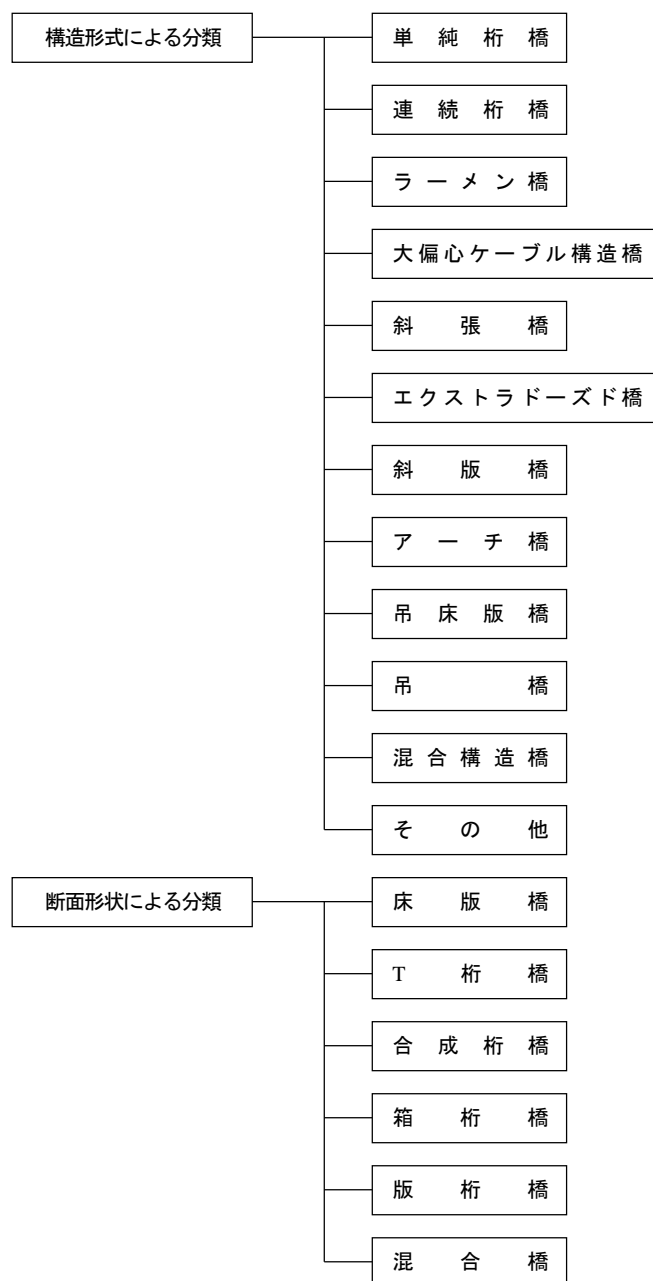 構造形式による分類
単純桁橋
連続桁橋
ラーメン橋
大偏心ケーブル構造橋
斜張橋
エクストラドーズド橋
斜版橋
アーチ橋
吊床版橋
吊橋
混合構造橋
その他
断面形状による分類
床版橋
T桁橋
合成桁橋
箱桁橋
版桁橋
混合橋